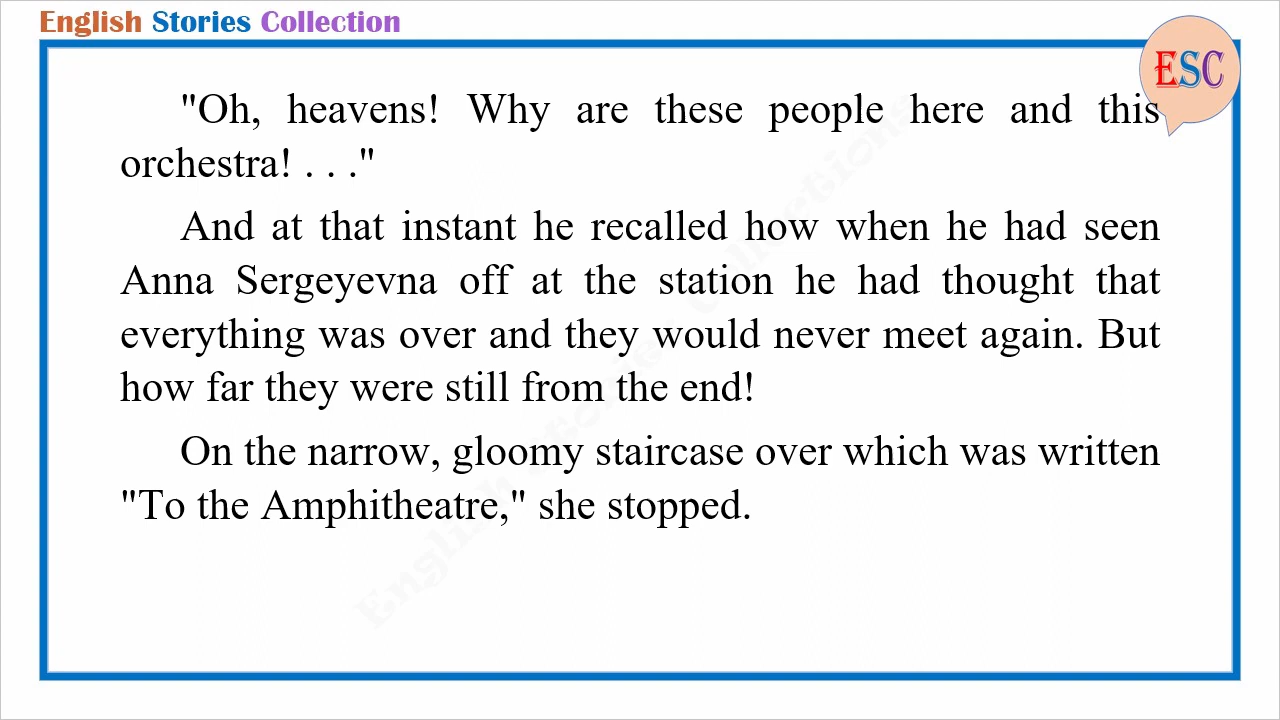 English Stories Collection
ESC
"Oh, heavens! Why are these people here and this
orchestra! . . ."
And at that instant he recalled how when he had seen
Anna Sergeyevna off at the station he had thought that
everything was over and they would never meet again. But
how far they were still from the end!
On the narrow, gloomy staircase over which was written
"To the Amphitheatre," she stopped.
English Stories Collections